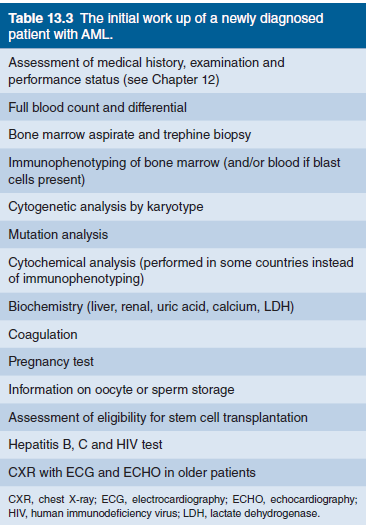 Table 13.3 The initial work up of a newly diagnosed
patient with AML.
Assessment of medical history, examination and
performance status (see Chapter 12)
Full blood count and differential
Bone marrow aspirate and trephine biopsy
Immunophenotyping of bone marrow (and/or blood if blast
cells present)
Cytogenetic analysis by karyotype
Mutation analysis
Cytochemical analysis (performed in some countries instead
of immunophenotyping)
Biochemistry (liver, renal, uric acid, calcium, LDH)
Coagulation
Pregnancy test
Information on oocyte or sperm storage
Assessment of eligibility for stem cell transplantation
Hepatitis B, C and HIV test
CXR with ECG and ECHO in older patients
CXR, chest X-ray; ECG, electrocardiography; ECHO, echocardiography;
HIV, human immunodeficiency virus; LDH, lactate dehydrogenase.